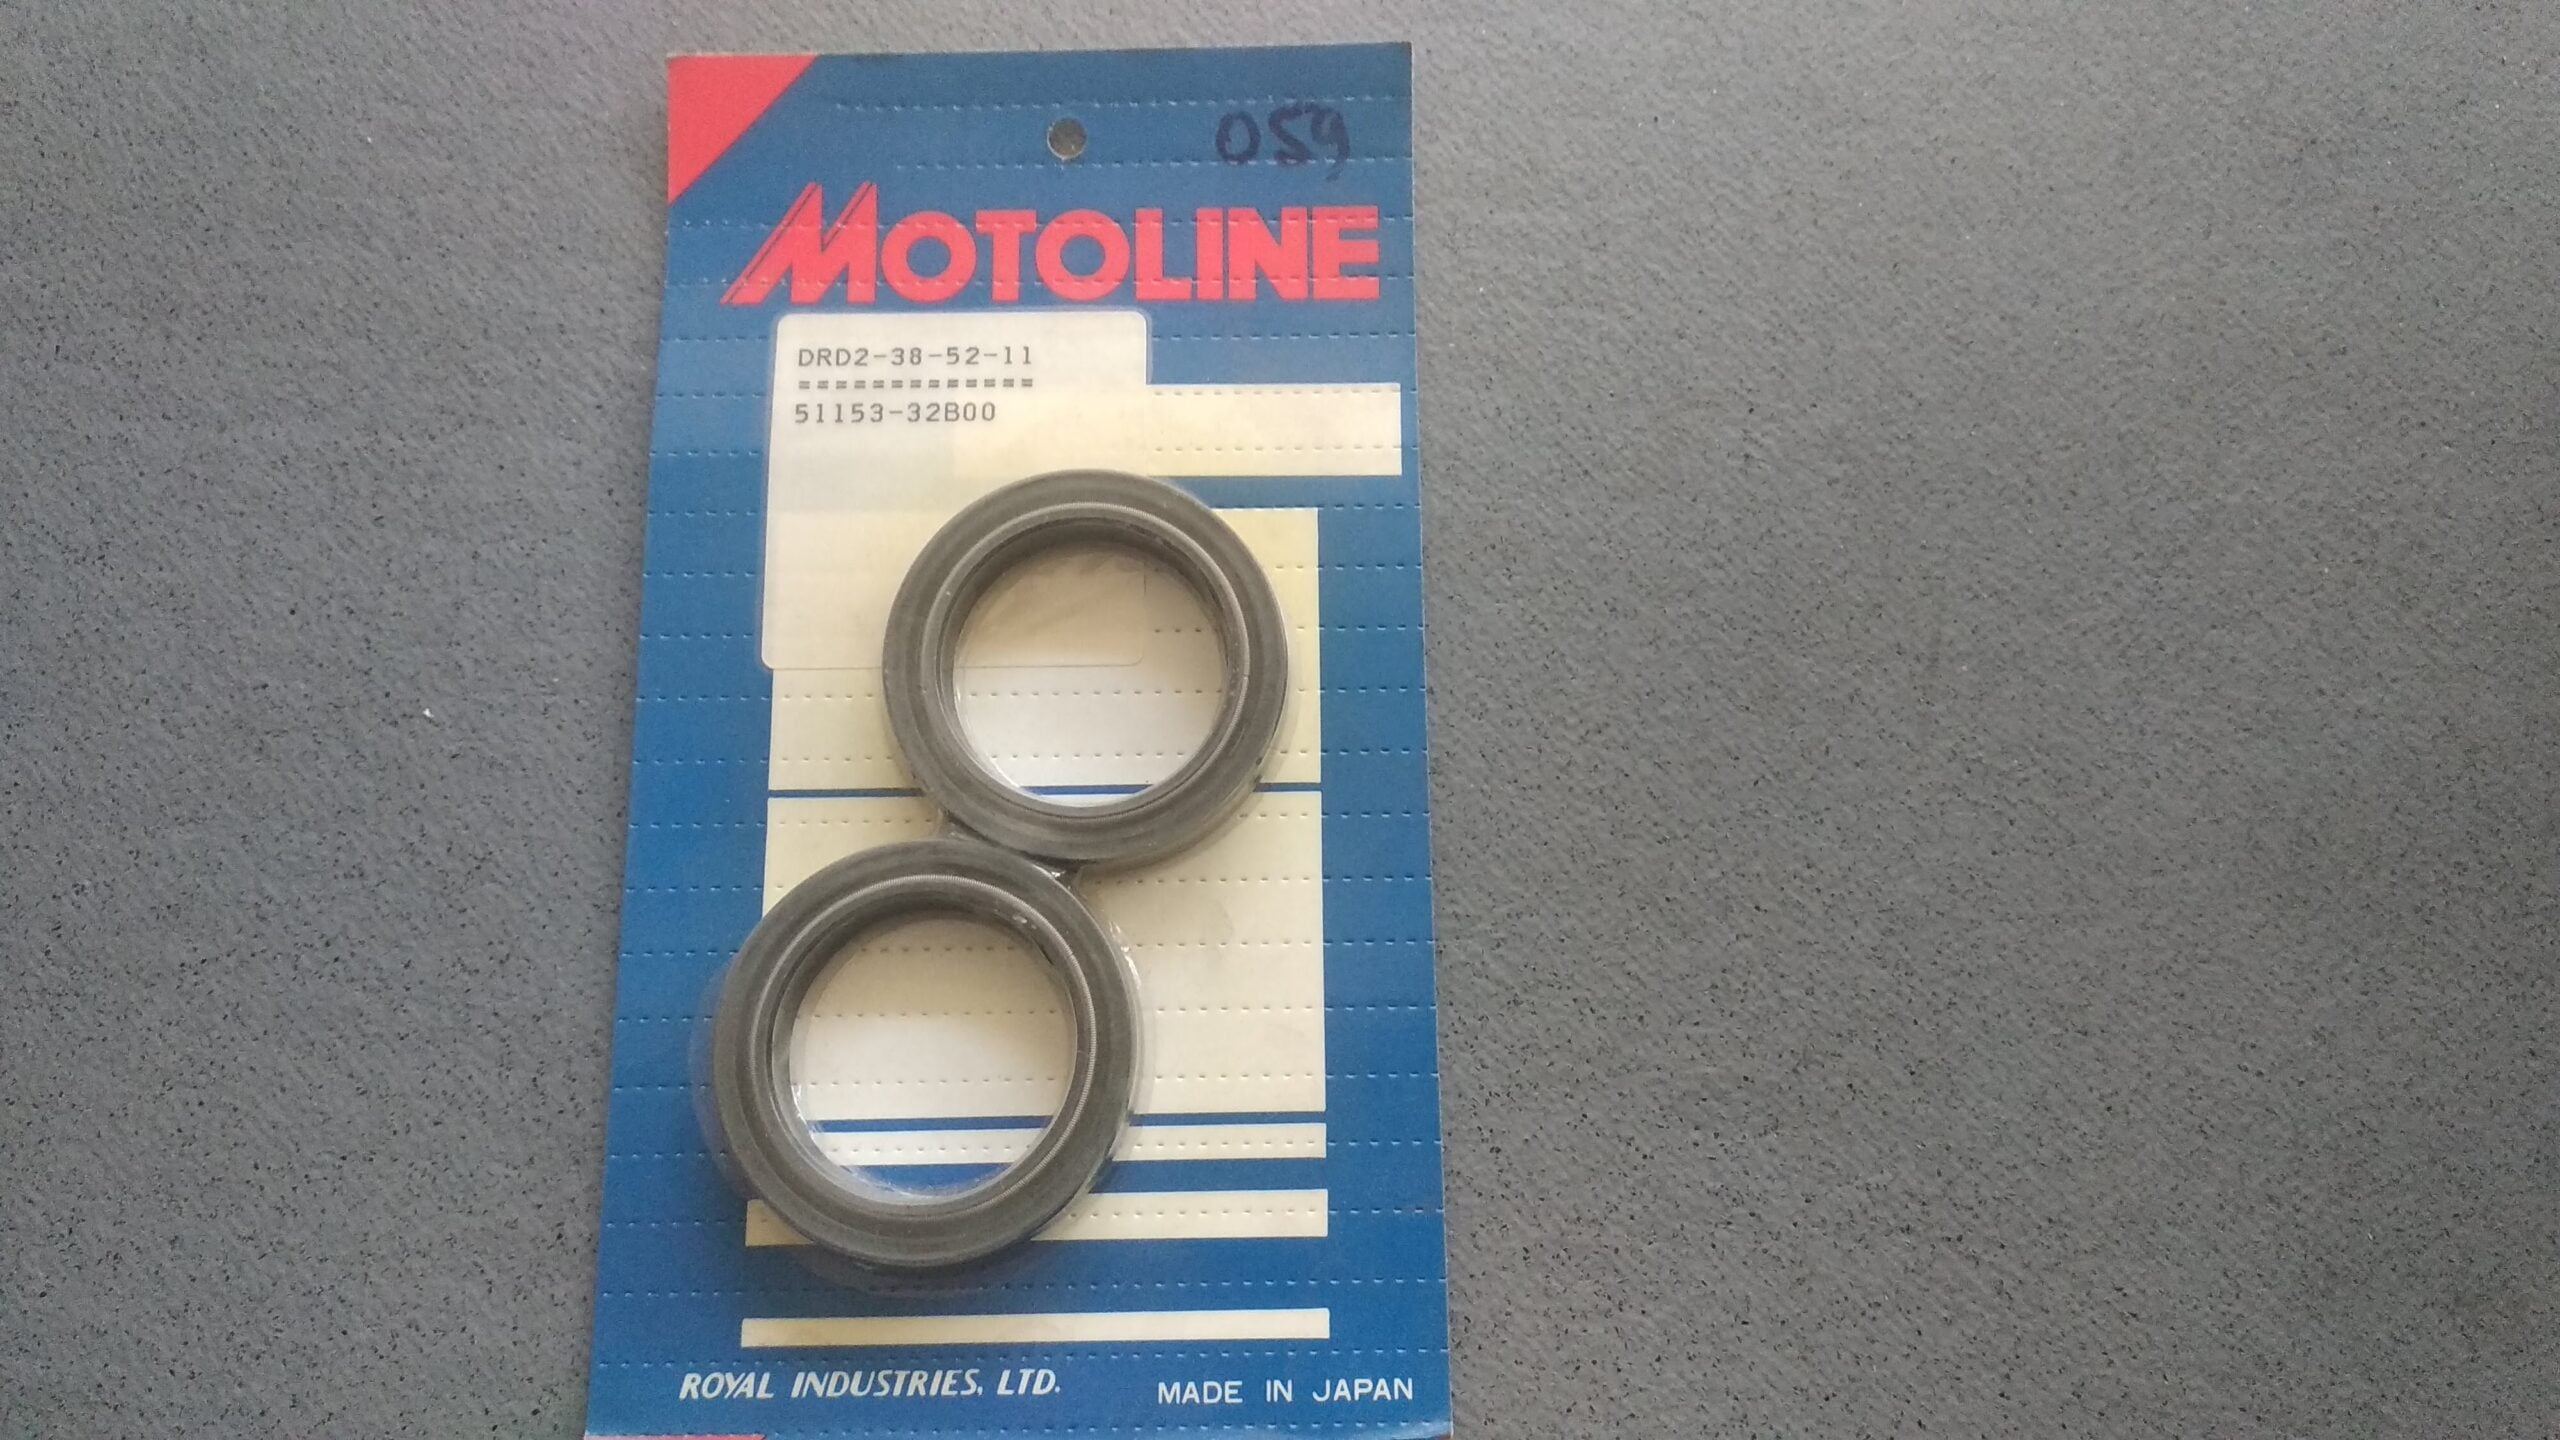 059
MOTOLINE
DRD2-38-52-11
=============
51153-32B00
ROYAL INDUSTRIES, LTD.
MADE IN JAPAN